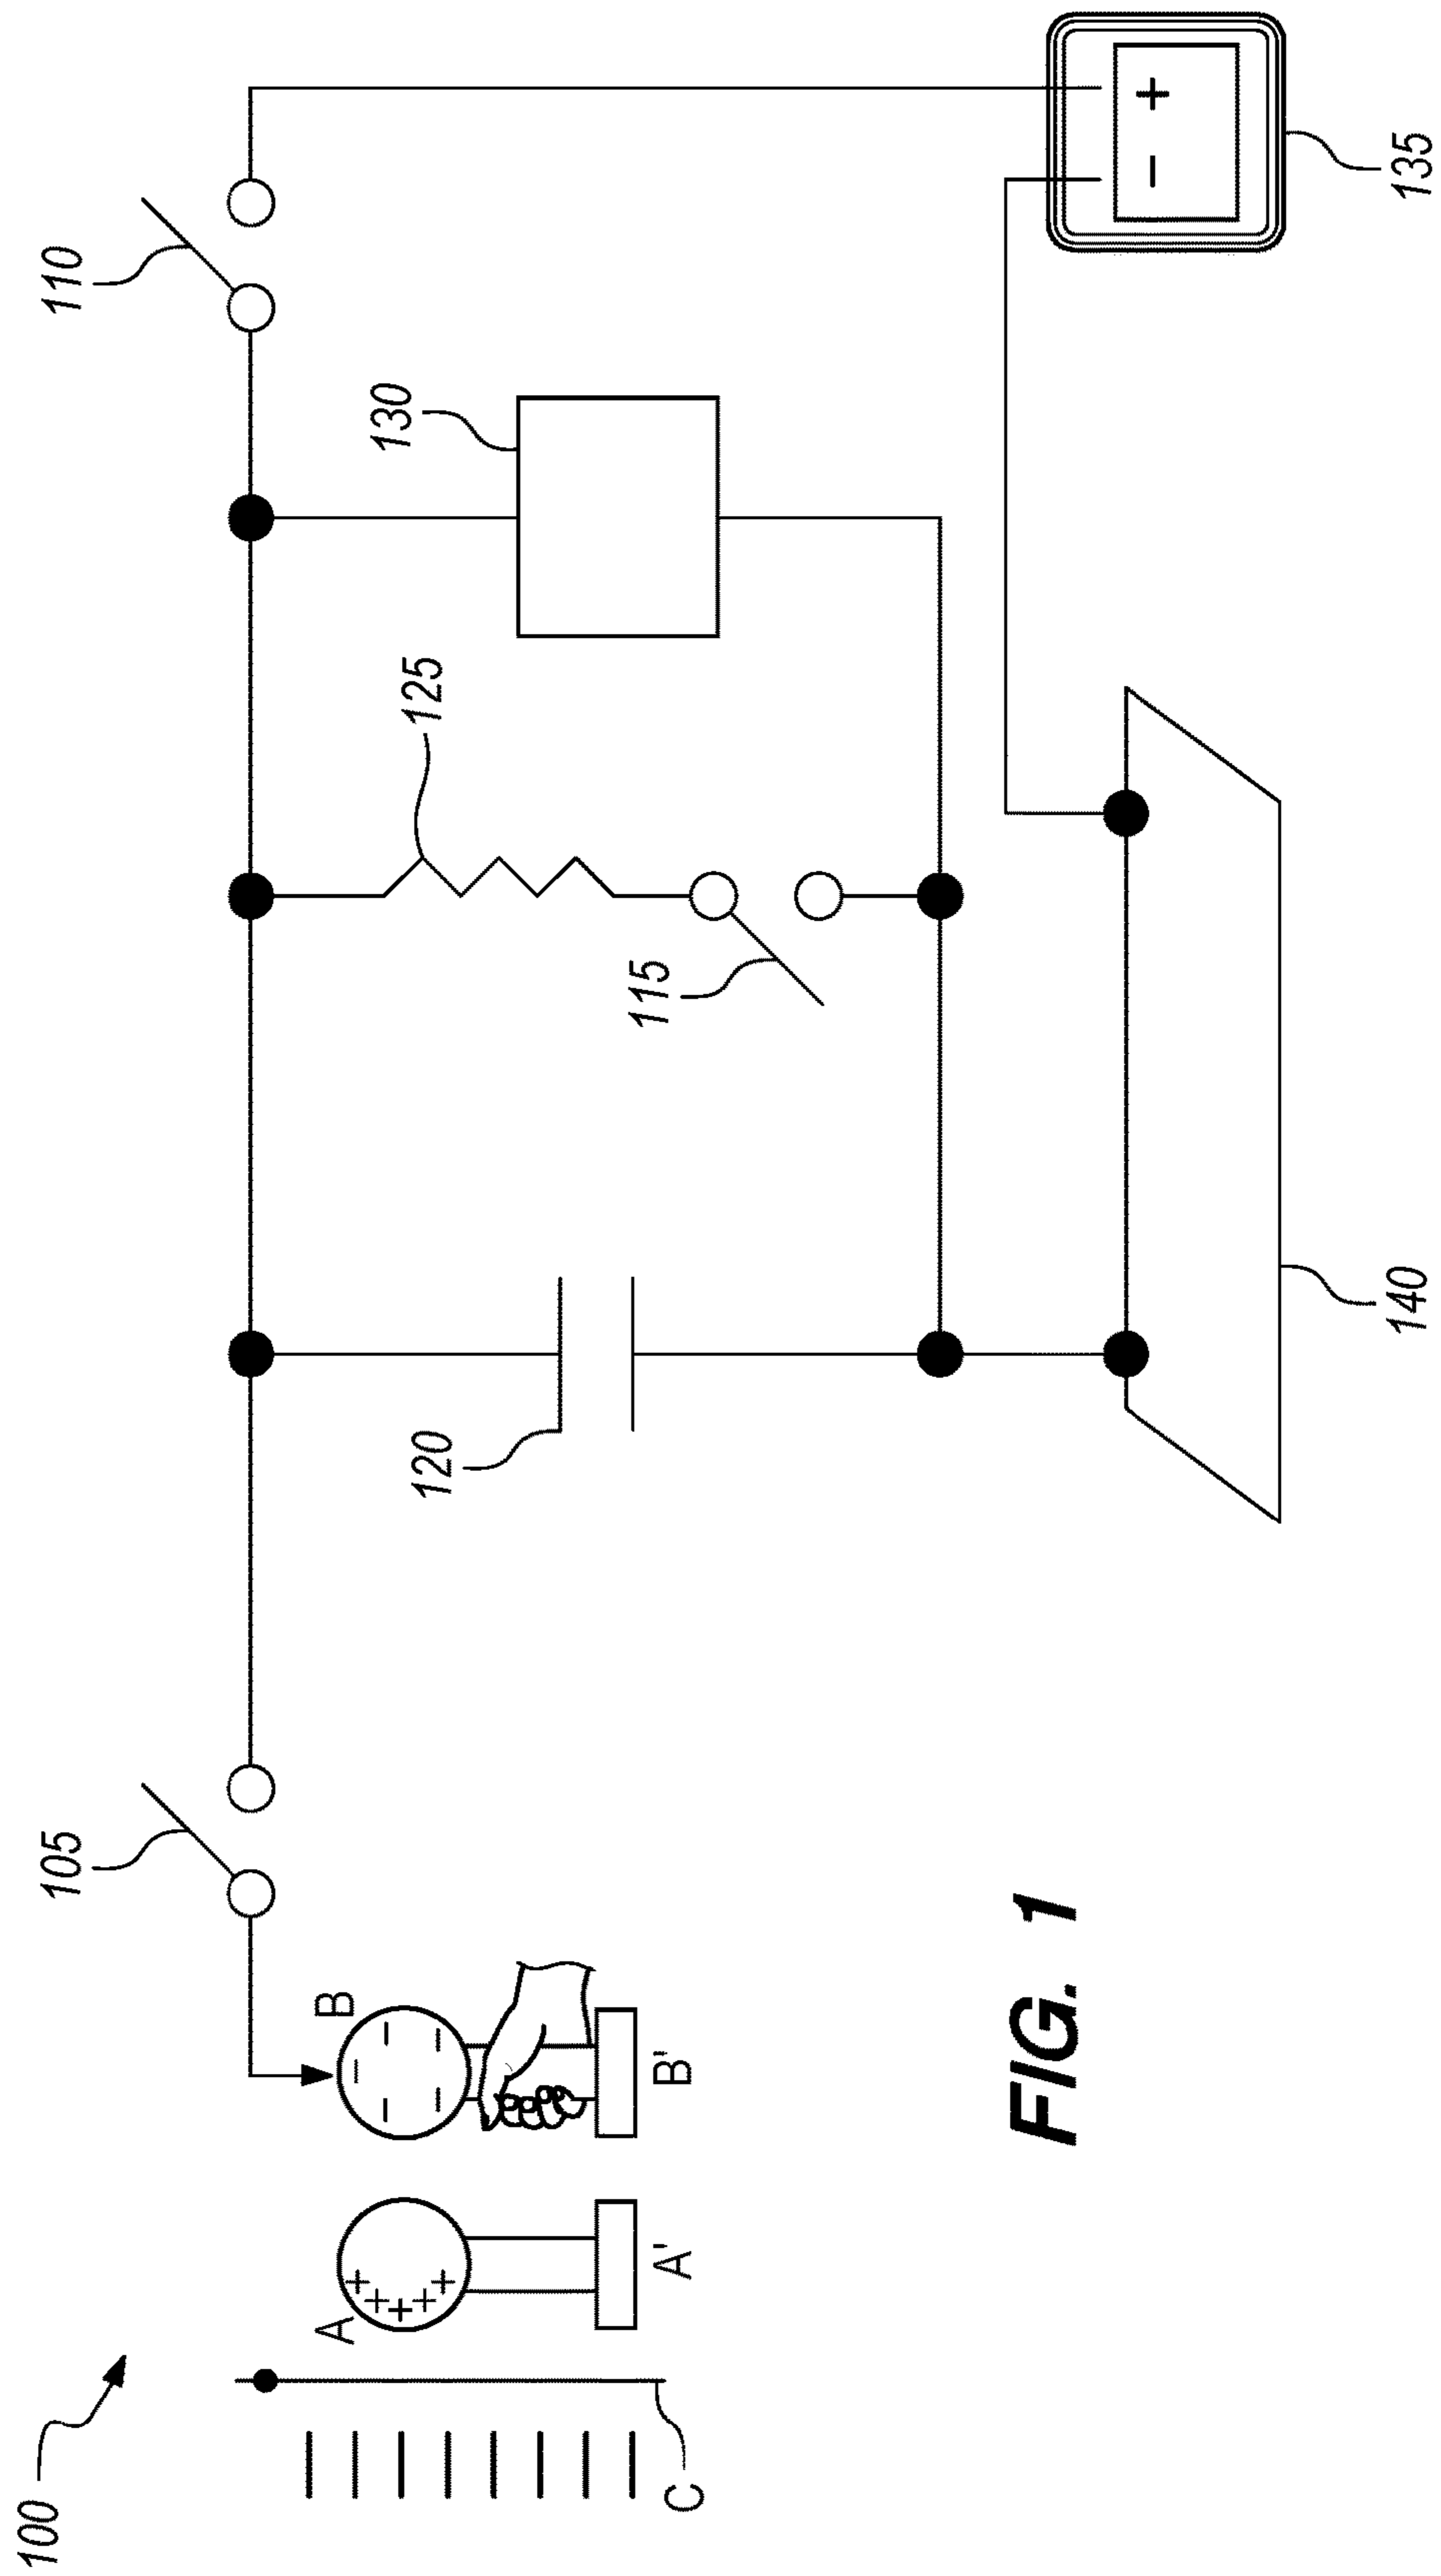 100
105
110
A
B
120
125
130
115
+ + + + +
− − − − −
A'
B'
C
− +
140
135
FIG. 1